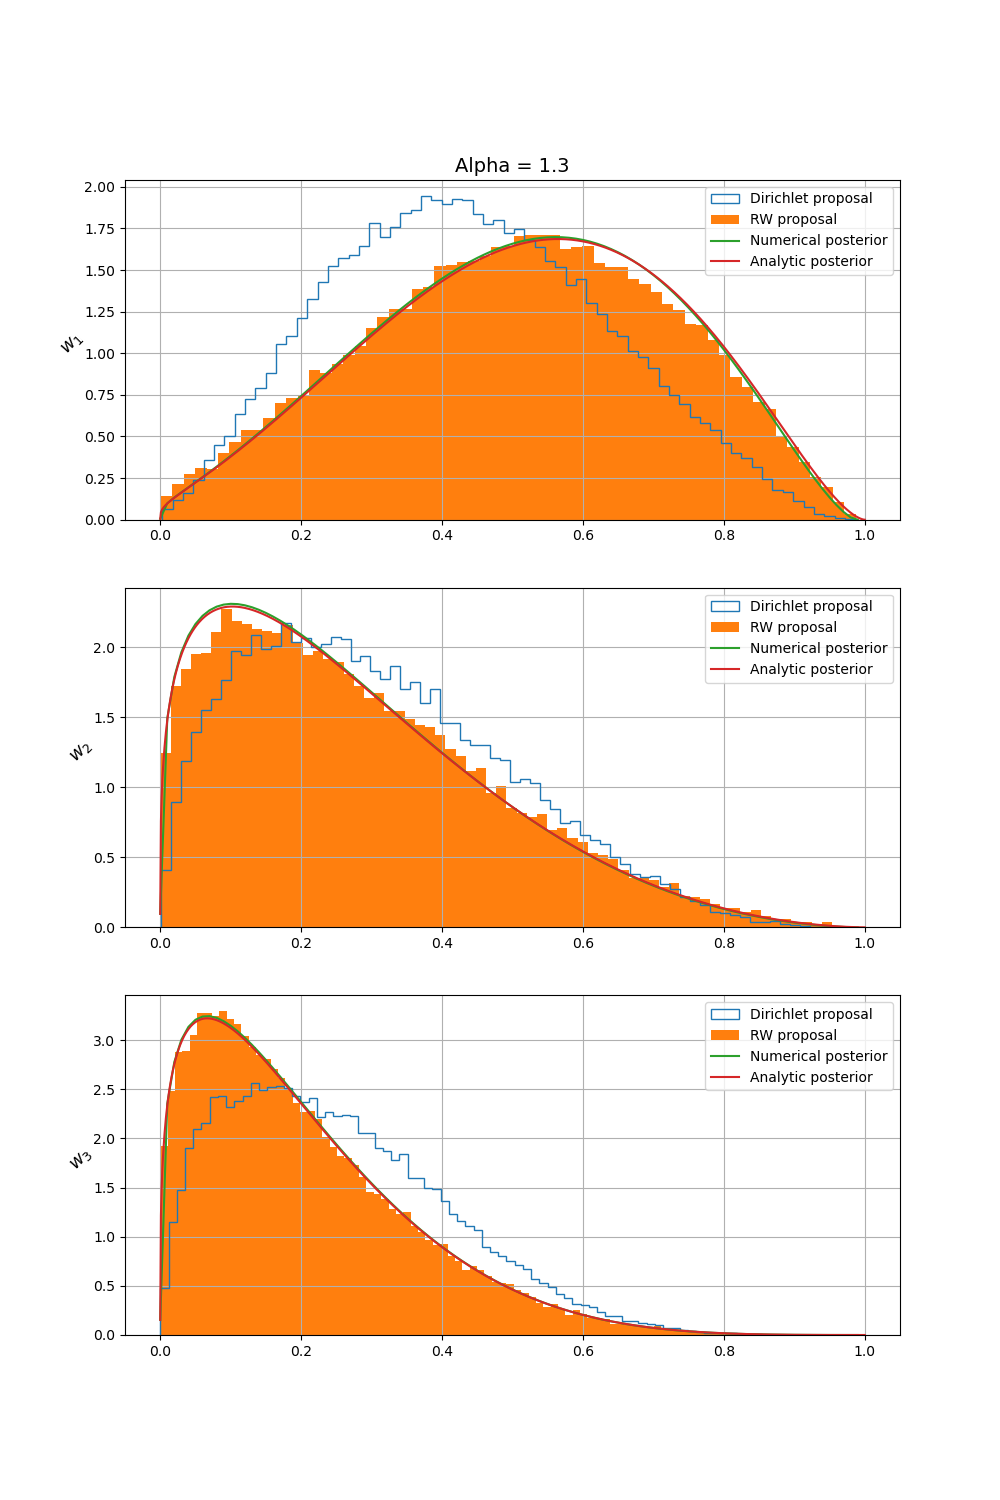 Alpha = 1.3
2.00
1.75
1.50
1.25
1.00
0.75
0.50
0.25
0.00
w1
Dirichlet proposal
RW proposal
Numerical posterior
Analytic posterior
0.0 0.2 0.4 0.6 0.8 1.0
2.0
1.5
1.0
0.5
0.0
w2
Dirichlet proposal
RW proposal
Numerical posterior
Analytic posterior
0.0 0.2 0.4 0.6 0.8 1.0
3.0
2.5
2.0
1.5
1.0
0.5
0.0
w3
Dirichlet proposal
RW proposal
Numerical posterior
Analytic posterior
0.0 0.2 0.4 0.6 0.8 1.0